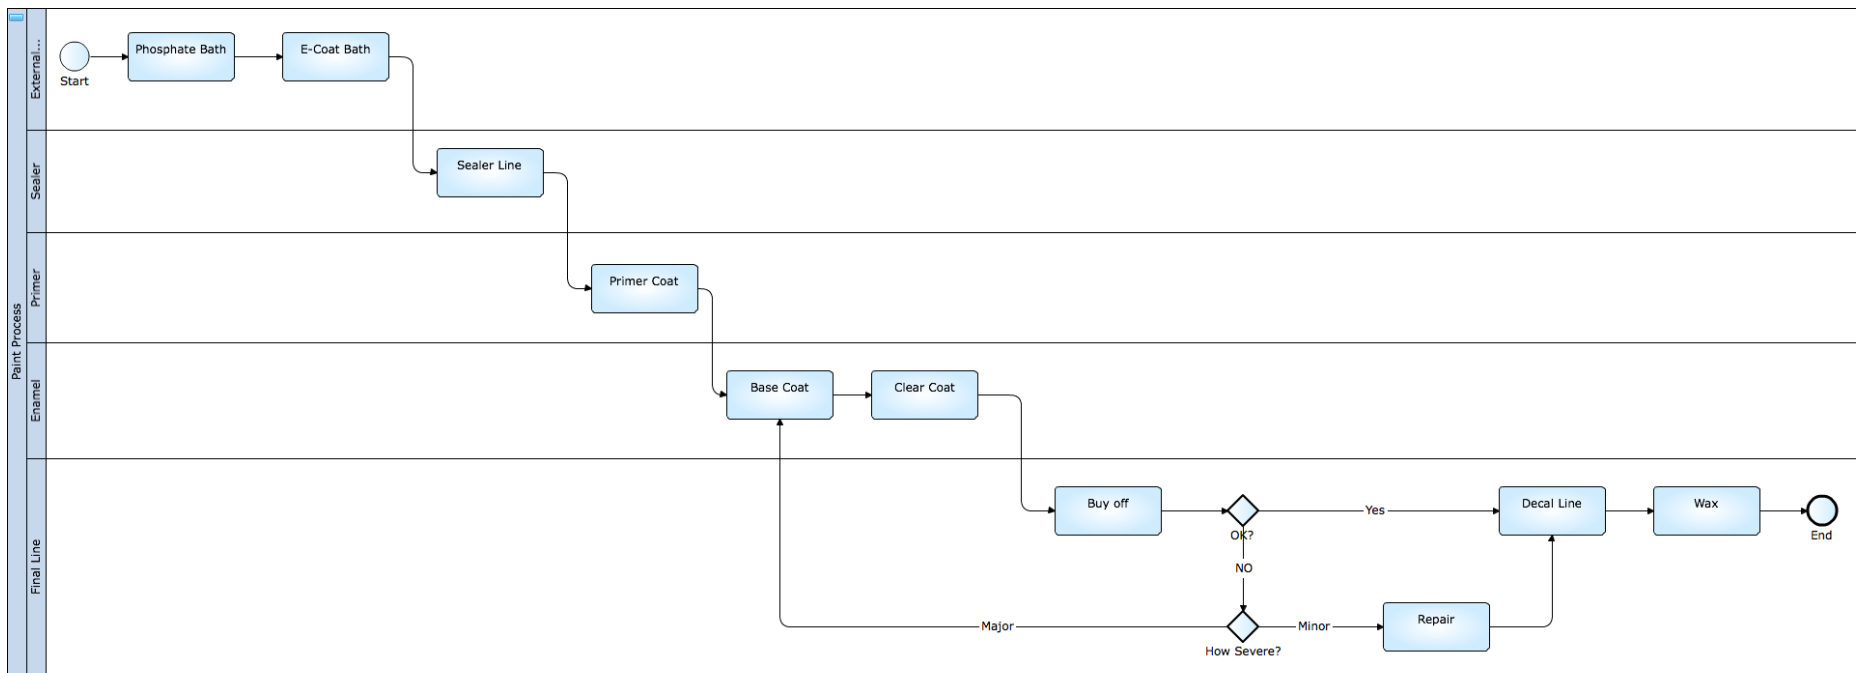 Paint Process
External...
Start
Phosphate Bath
E-Coat Bath
Sealer
Sealer Line
Primer
Primer Coat
Enamel
Base Coat
Clear Coat
Final Line
Buy off
OK?
Yes
Decal Line
Wax
End
NO
Major
How Severe?
Minor
Repair